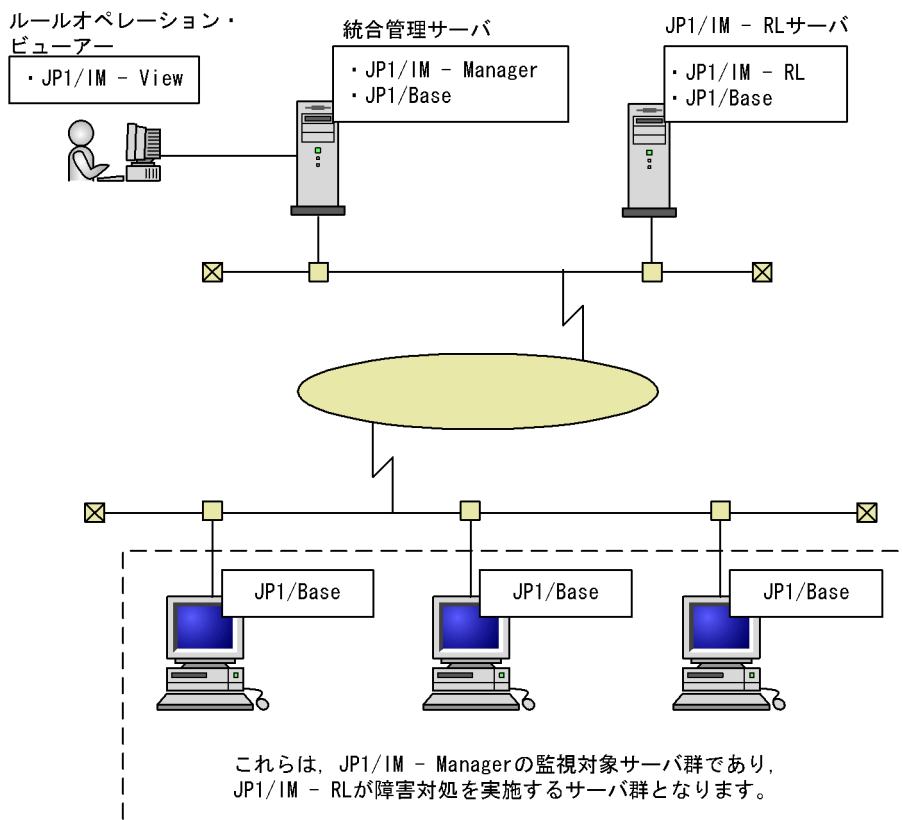 ルールオペレーション・
ビューアー
・JP1/IM - View
統合管理サーバ
・JP1/IM - Manager
・JP1/Base
JP1/IM - RLサーバ
・JP1/IM - RL
・JP1/Base
JP1/Base
JP1/Base
JP1/Base
これらは，JP1/IM - Managerの監視対象サーバ群であり，
JP1/IM - RLが障害対処を実施するサーバ群となります。